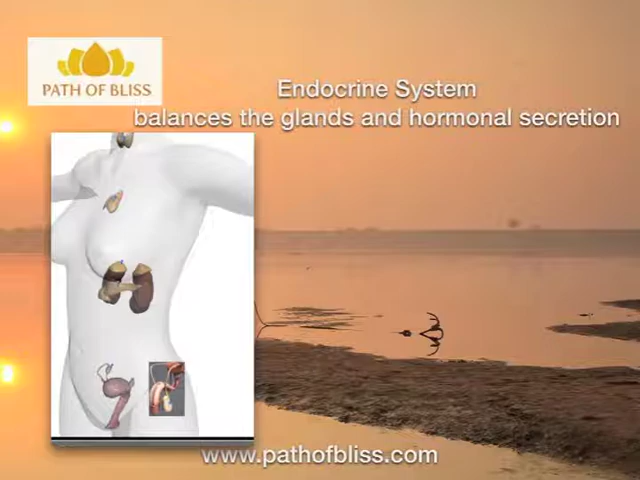 PATH OF BLISS
Endocrine System
balances the glands and hormonal secretion
www.pathofbliss.com